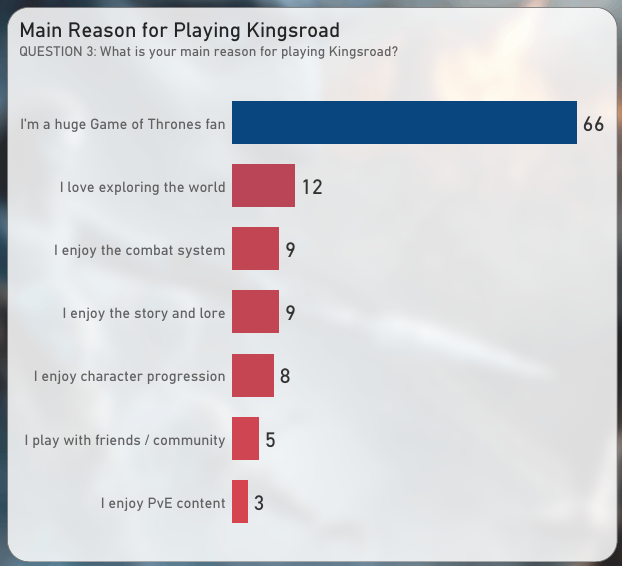 Main Reason for Playing Kingsroad
QUESTION 3: What is your main reason for playing Kingsroad?
I'm a huge Game of Thrones fan 66
I love exploring the world 12
I enjoy the combat system 9
I enjoy the story and lore 9
I enjoy character progression 8
I play with friends / community 5
I enjoy PvE content 3